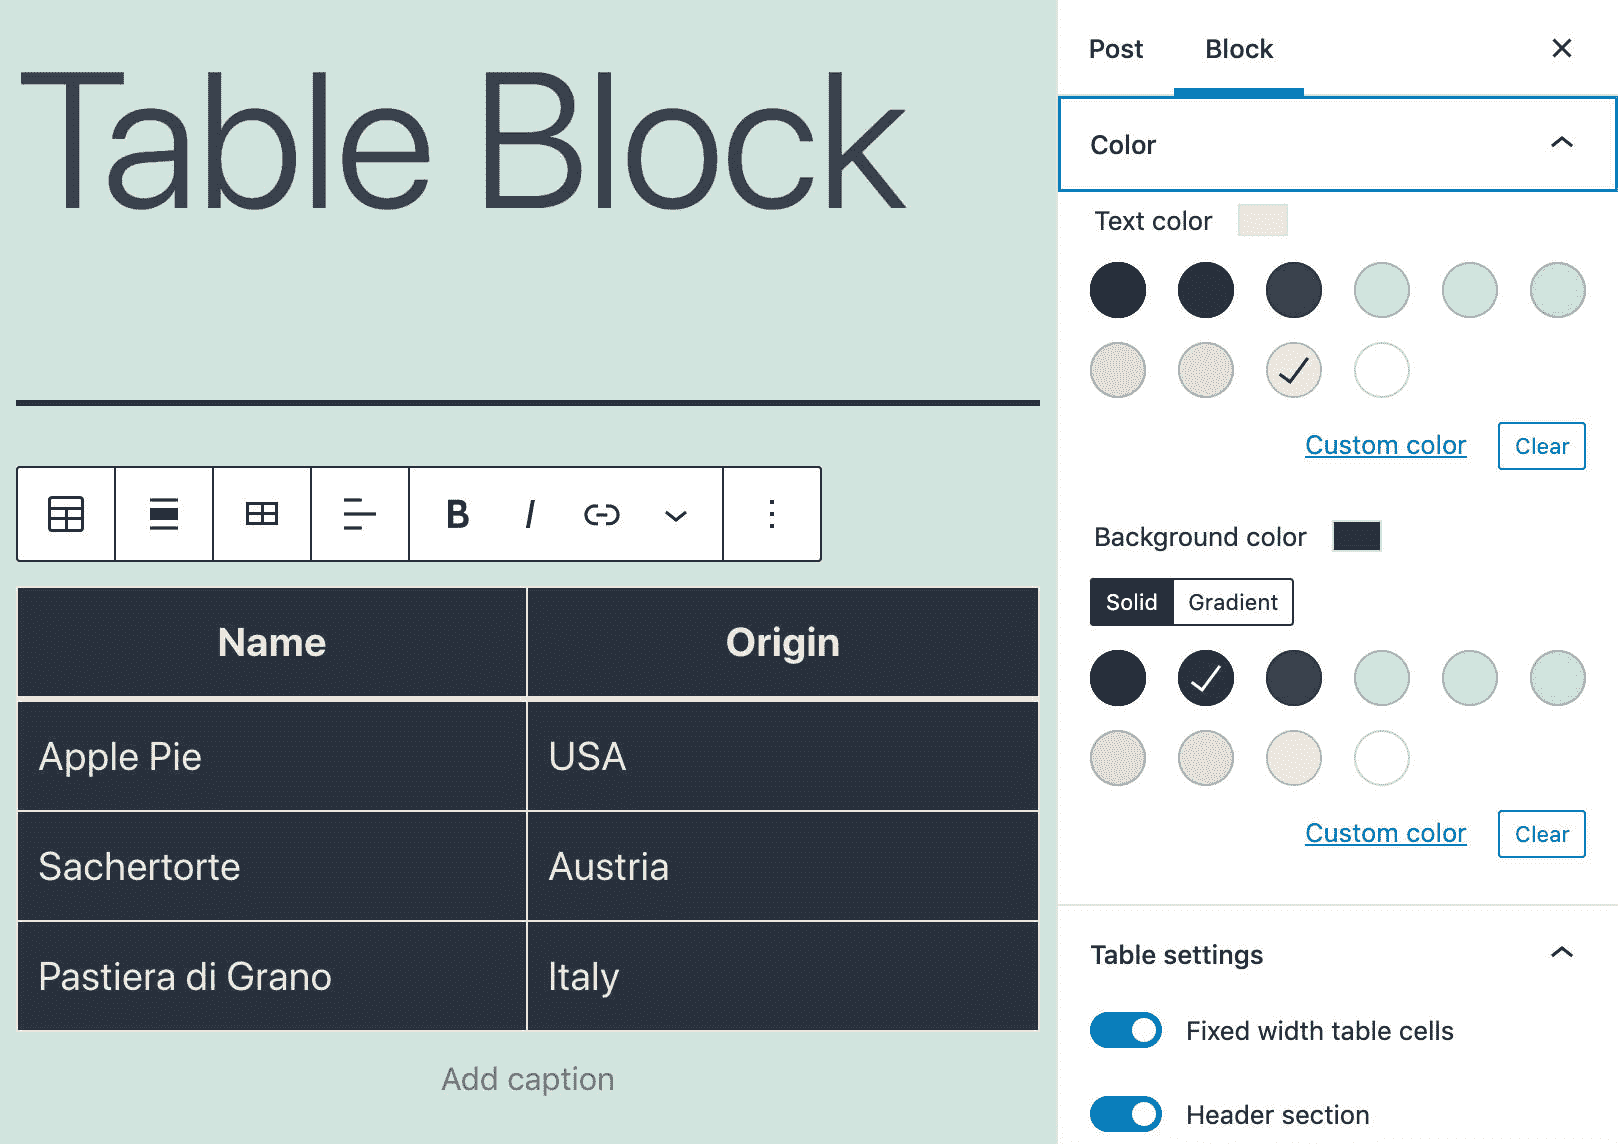 Table Block
B I
Name Origin
Apple Pie USA
Sachertorte Austria
Pastiera di Grano Italy
Add caption
Post Block
Color
Text color
Custom color Clear
Background color
Solid Gradient
Custom color Clear
Table settings
Fixed width table cells
Header section